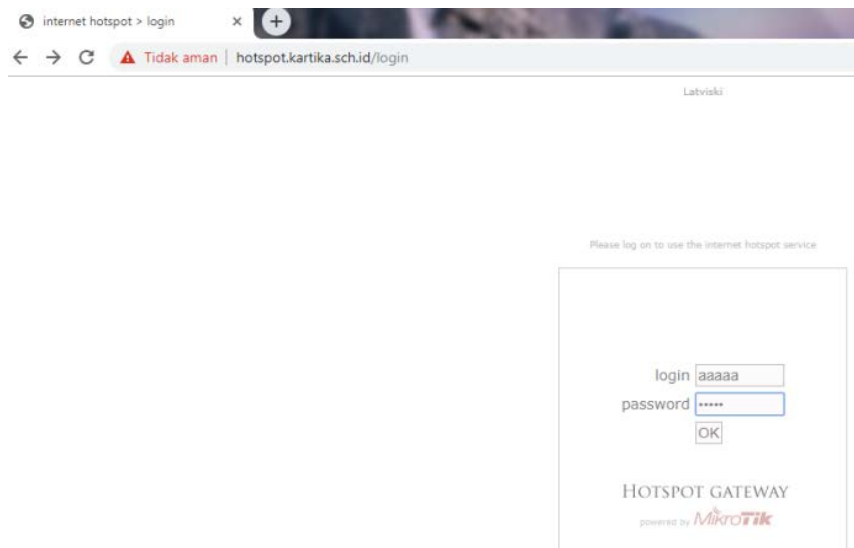 internet hotspot > login
Tidak aman | hotspot.kartika.sch.id/login
Latviski
Please log on to use the internet hotspot service
login aaaaa
password •••••
OK
HOTSPOT GATEWAY
powered by MikroTik